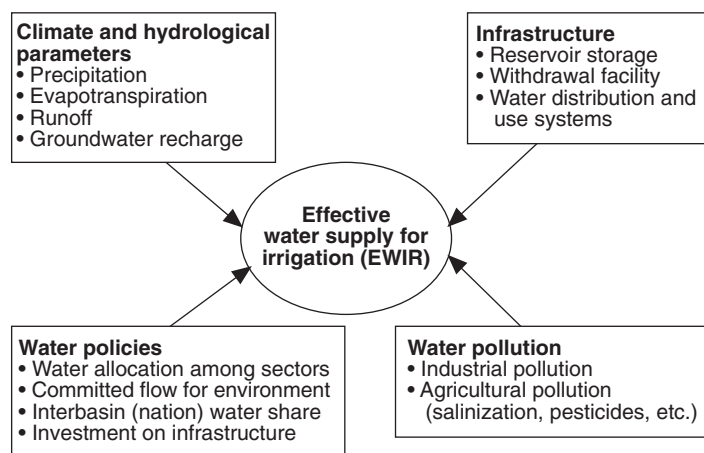 Climate and hydrological
parameters
• Precipitation
• Evapotranspiration
• Runoff
• Groundwater recharge
Infrastructure
• Reservoir storage
• Withdrawal facility
• Water distribution and
use systems
Effective
water supply for
irrigation (EWIR)
Water policies
• Water allocation among sectors
• Committed flow for environment
• Interbasin (nation) water share
• Investment on infrastructure
Water pollution
• Industrial pollution
• Agricultural pollution
(salinization, pesticides, etc.)